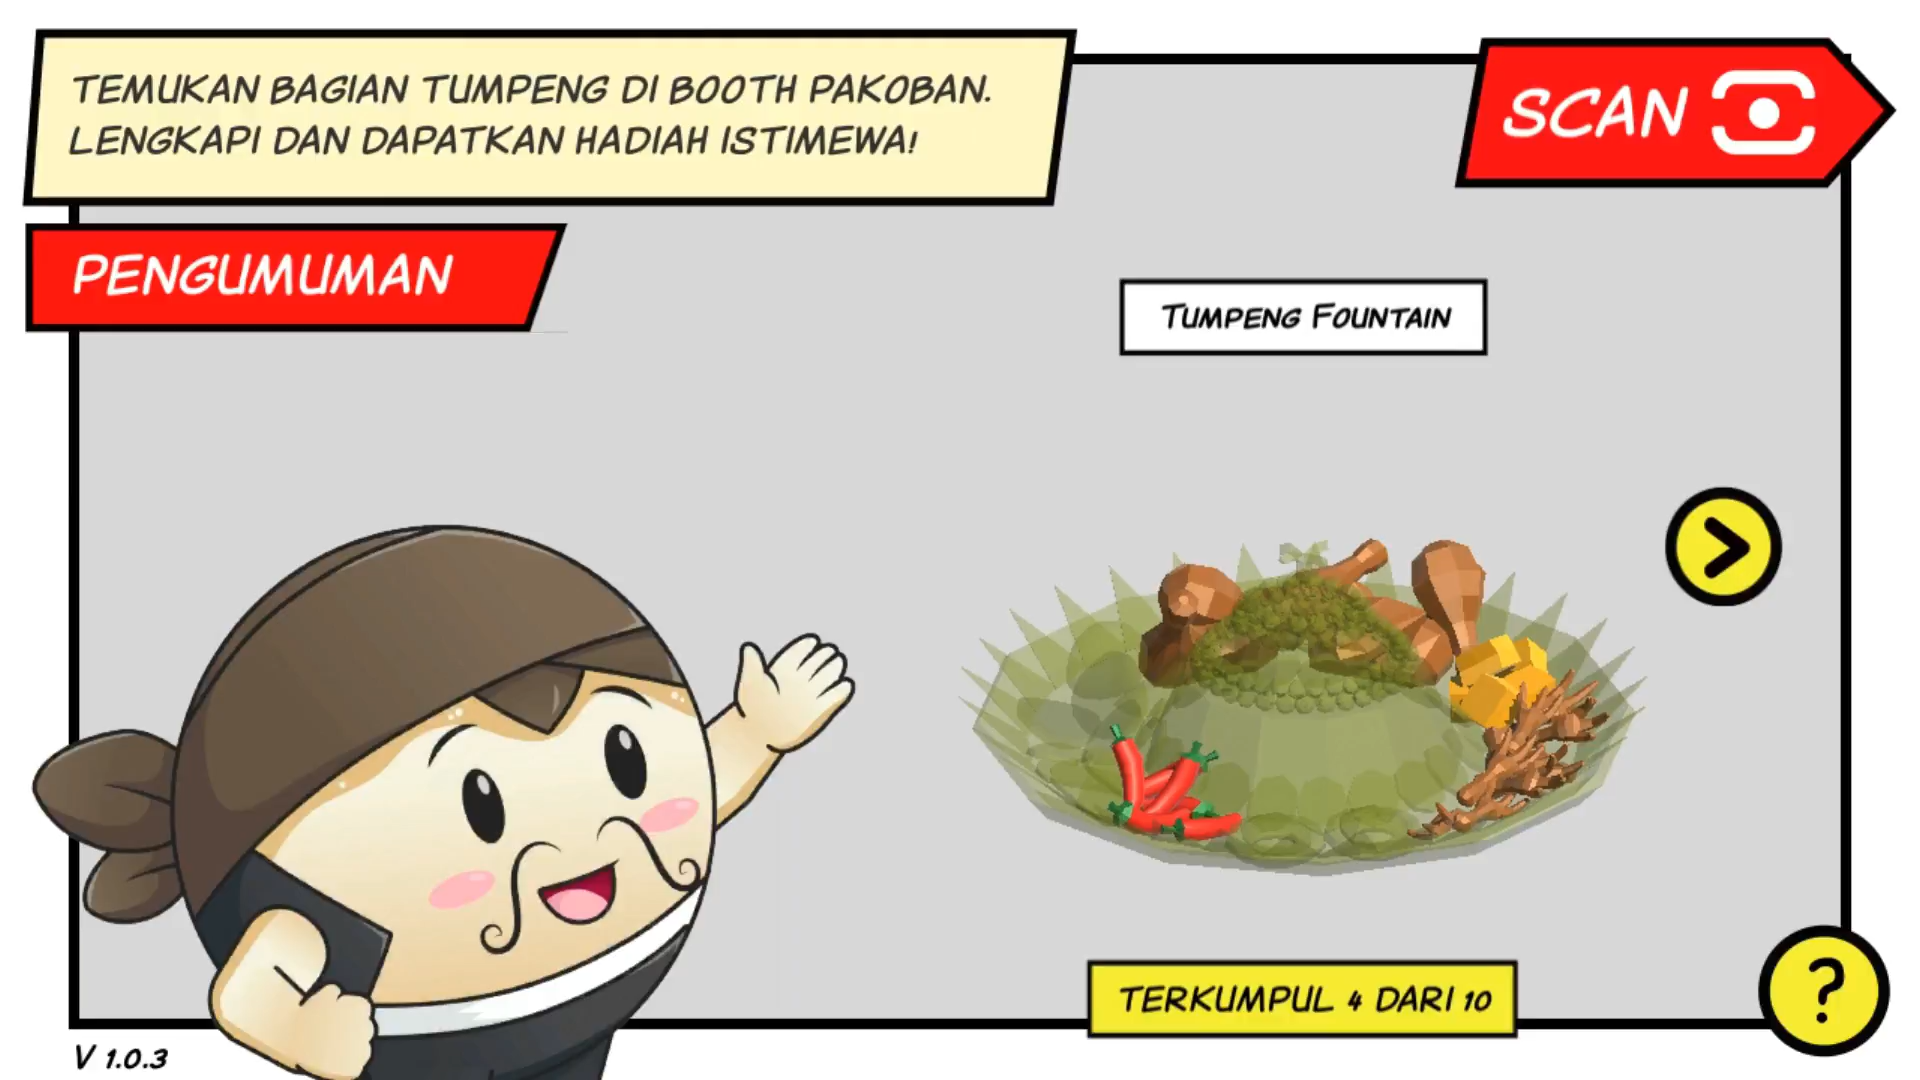 TEMUKAN BAGIAN TUMPENG DI BOOTH PAKOBAN.
LENGKAPI DAN DAPATKAN HADIAH ISTIMEWA!
SCAN
PENGUMUMAN
TUMPENG FOUNTAIN
TERKUMPUL 4 DARI 10
?
V 1.0.3